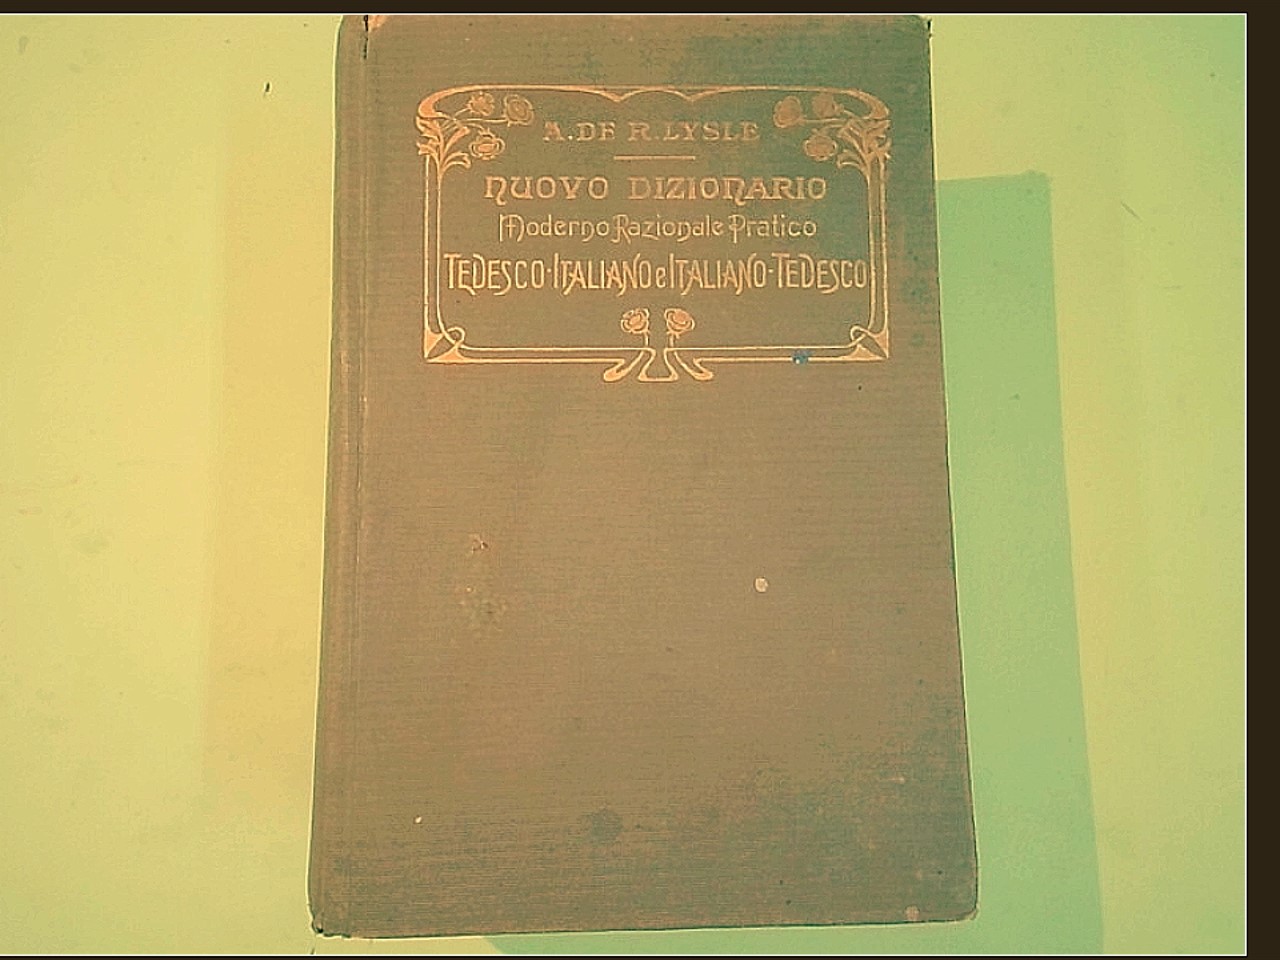 A. DE R. LYSLE
NUOVO DIZIONARIO
Moderno Razionale Pratico
TEDESCO-ITALIANO e ITALIANO-TEDESCO